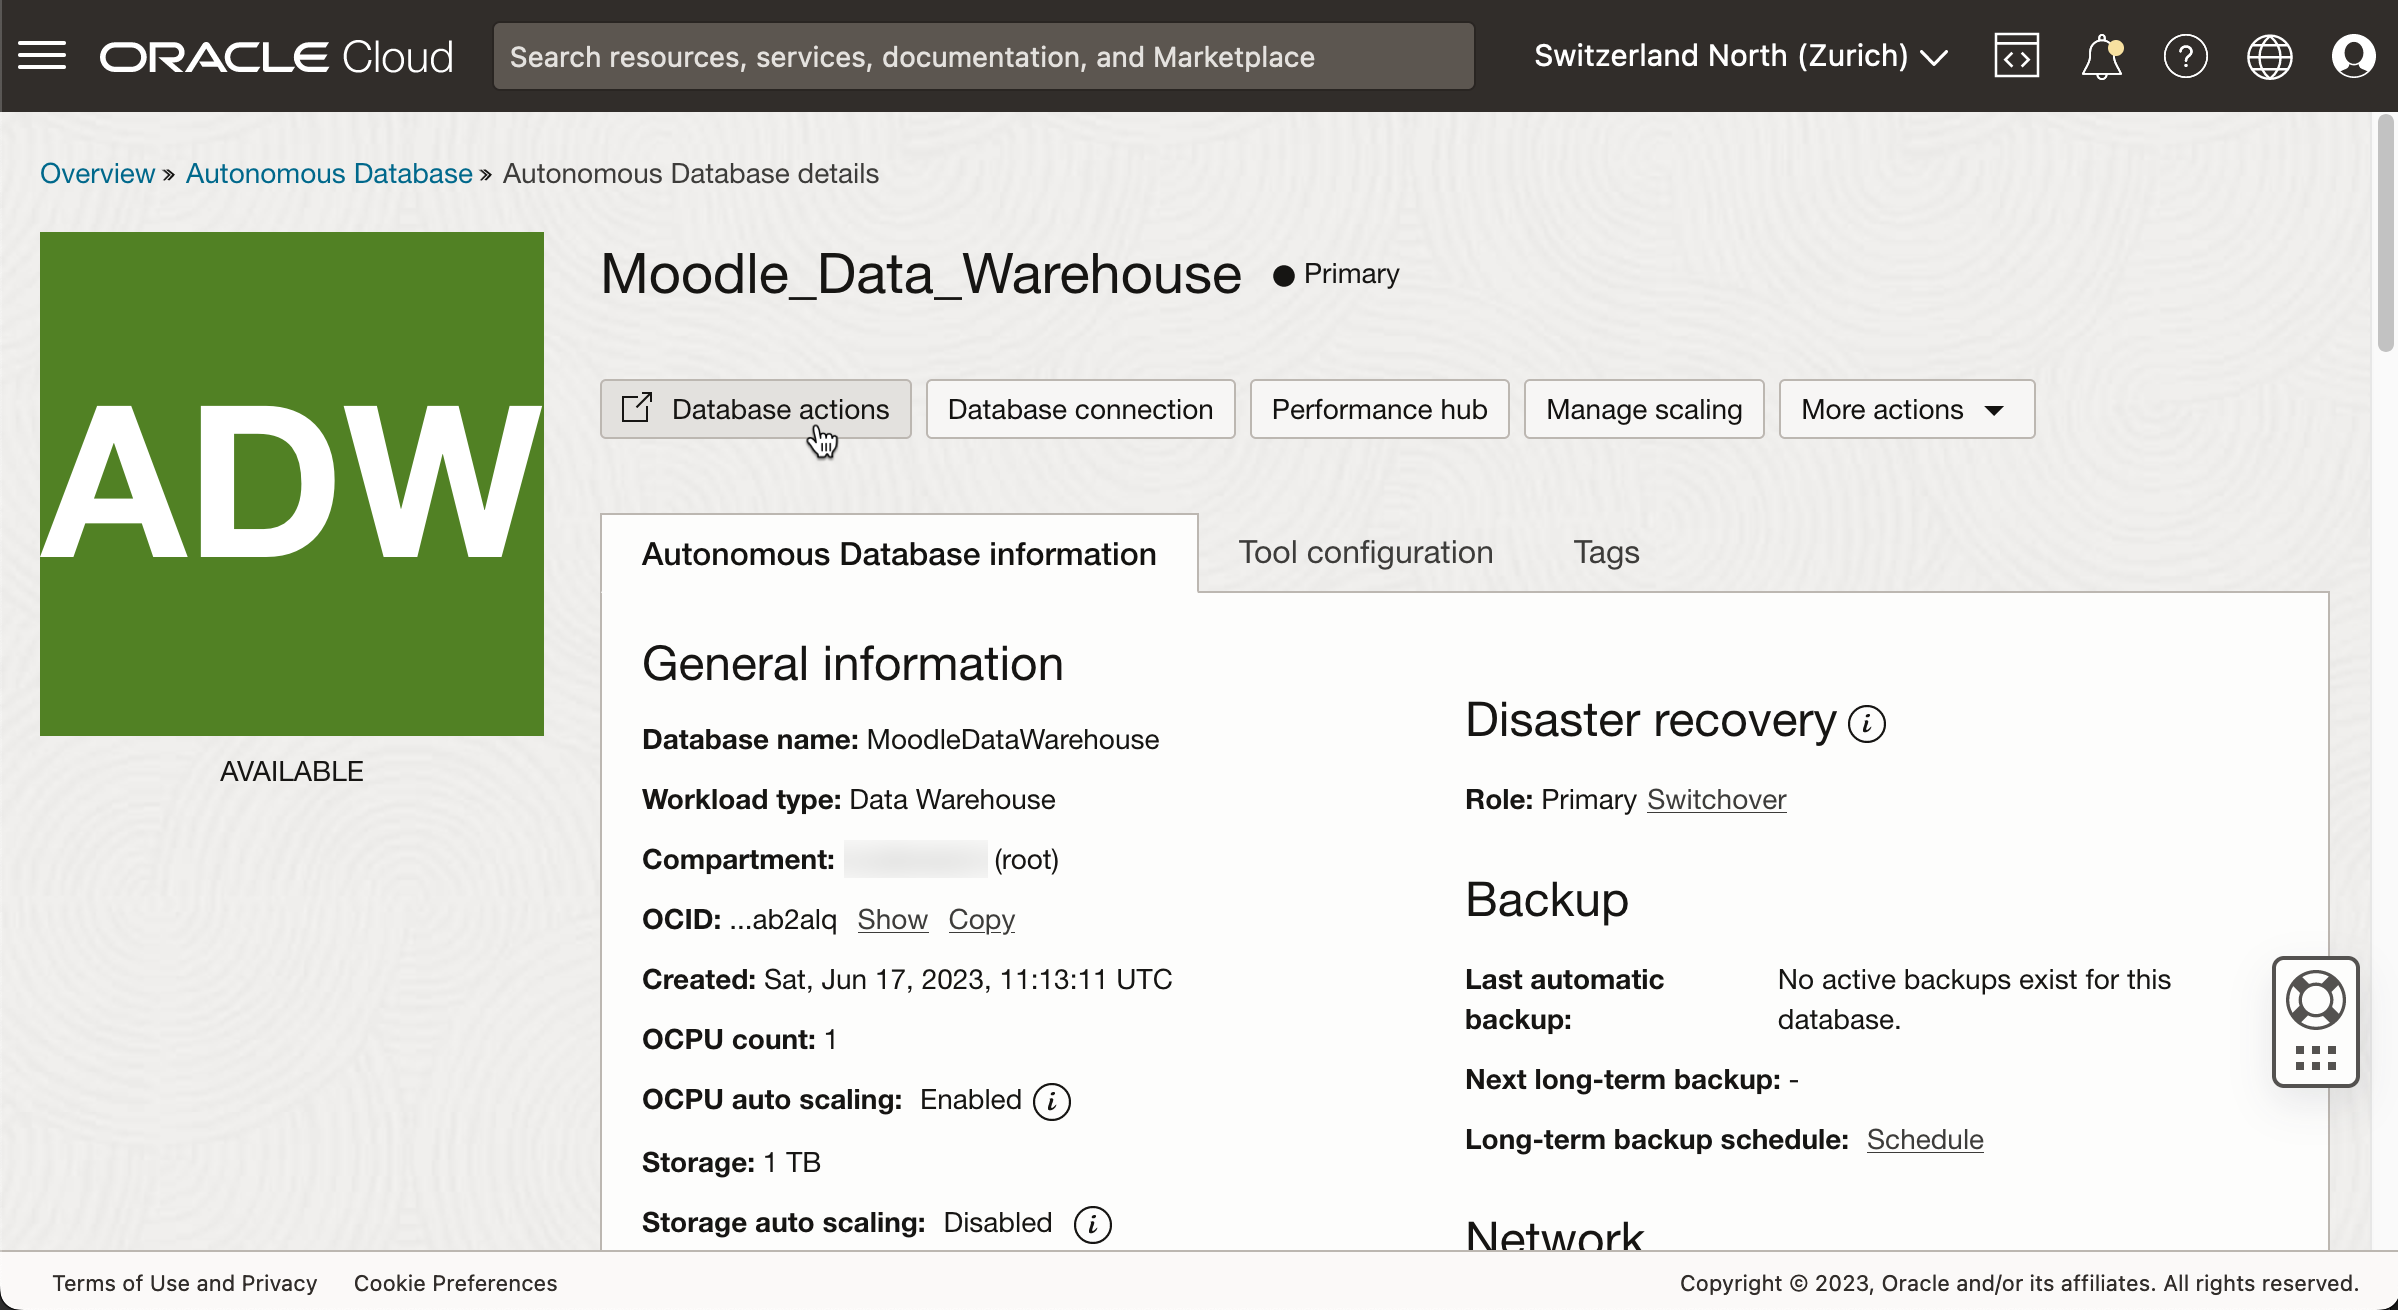 ORACLE Cloud
Search resources, services, documentation, and Marketplace
Switzerland North (Zurich)
Overview » Autonomous Database » Autonomous Database details
ADW
AVAILABLE
Moodle_Data_Warehouse
Primary
Database actions
Database connection
Performance hub
Manage scaling
More actions
Autonomous Database information
Tool configuration
Tags
General information
Database name: MoodleDataWarehouse
Workload type: Data Warehouse
Compartment: (root)
OCID: ...ab2alq Show Copy
Created: Sat, Jun 17, 2023, 11:13:11 UTC
OCPU count: 1
OCPU auto scaling: Enabled i
Storage: 1 TB
Storage auto scaling: Disabled i
Disaster recovery i
Role: Primary Switchover
Backup
Last automatic backup: No active backups exist for this
database.
Next long-term backup: -
Long-term backup schedule: Schedule
Network
Terms of Use and Privacy
Cookie Preferences
Copyright © 2023, Oracle and/or its affiliates. All rights reserved.